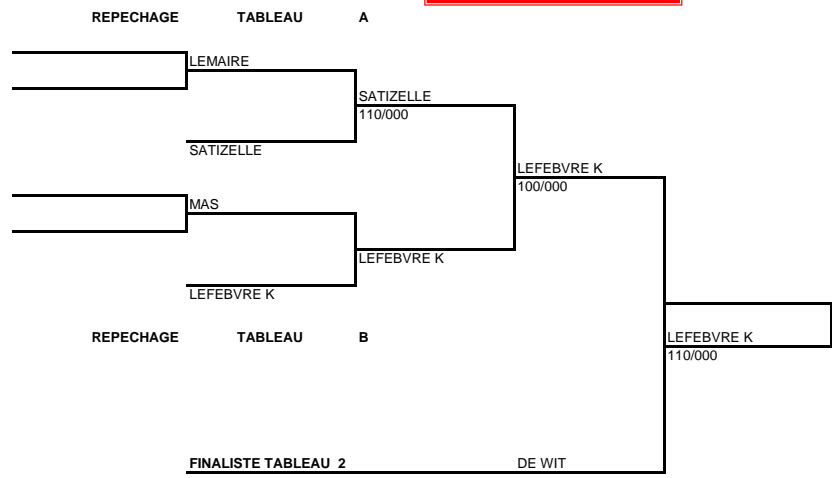 REPECHAGE TABLEAU A
LEMAIRE
SATIZELLE
110/000
SATIZELLE
LEFEBVRE K
100/000
MAS
LEFEBVRE K
LEFEBVRE K
REPECHAGE TABLEAU B
LEFEBVRE K
110/000
FINALISTE TABLEAU 2 DE WIT